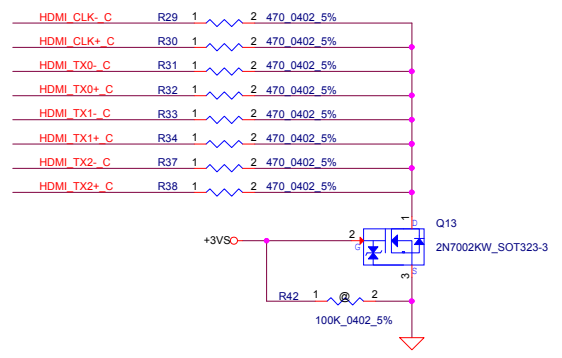 HDMI_CLK-_C R29 1 2 470_0402_5%
HDMI_CLK+_C R30 1 2 470_0402_5%
HDMI_TX0-_C R31 1 2 470_0402_5%
HDMI_TX0+_C R32 1 2 470_0402_5%
HDMI_TX1-_C R33 1 2 470_0402_5%
HDMI_TX1+_C R34 1 2 470_0402_5%
HDMI_TX2-_C R37 1 2 470_0402_5%
HDMI_TX2+_C R38 1 2 470_0402_5%
1 D Q13
+3VS 2 G 2N7002KW_SOT323-3
3 S
R42 1 @ 2
100K_0402_5%